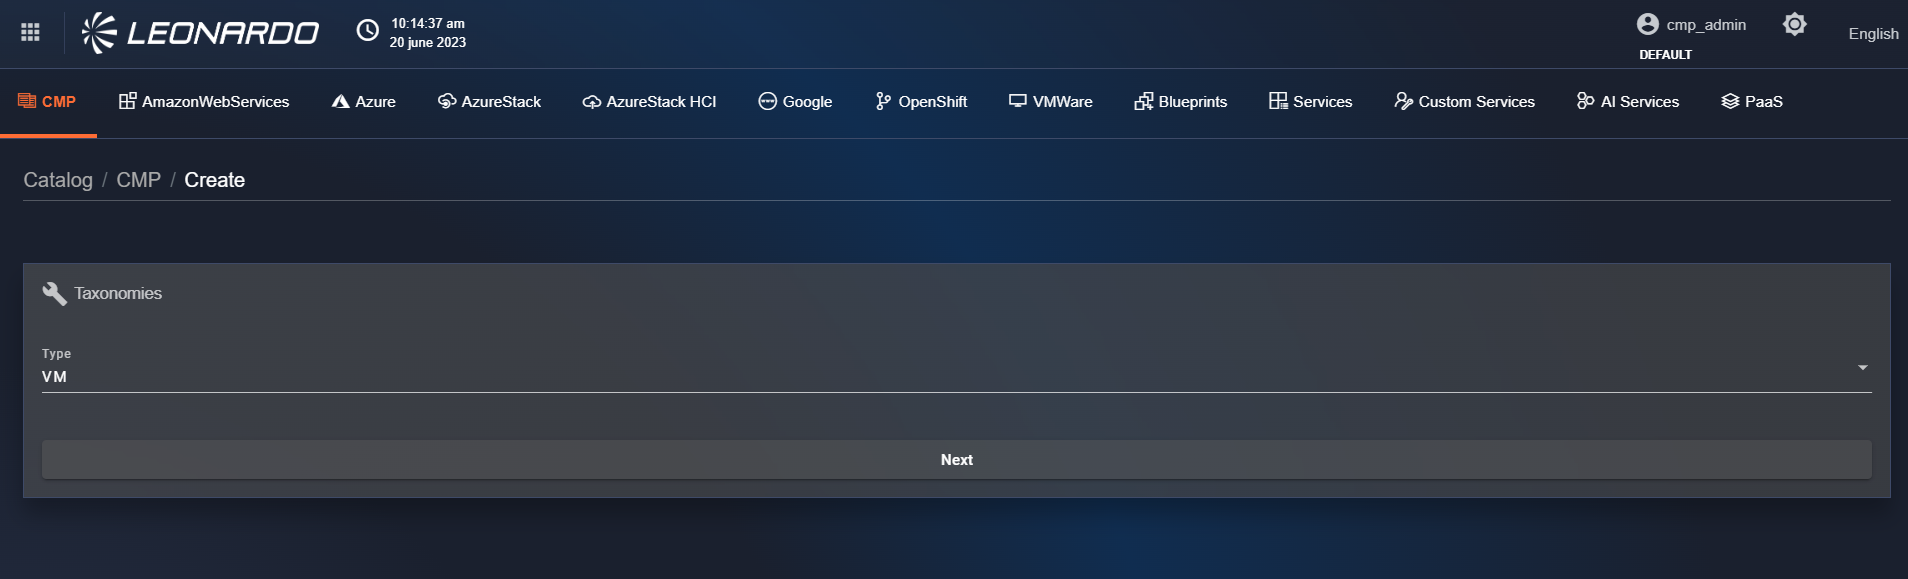 LEONARDO
10:14:37 am
20 june 2023
cmp_admin
DEFAULT
English
CMP AmazonWebServices Azure AzureStack AzureStack HCI Google OpenShift VMWare Blueprints Services Custom Services AI Services PaaS
Catalog / CMP / Create
Taxonomies
Type
VM
Next